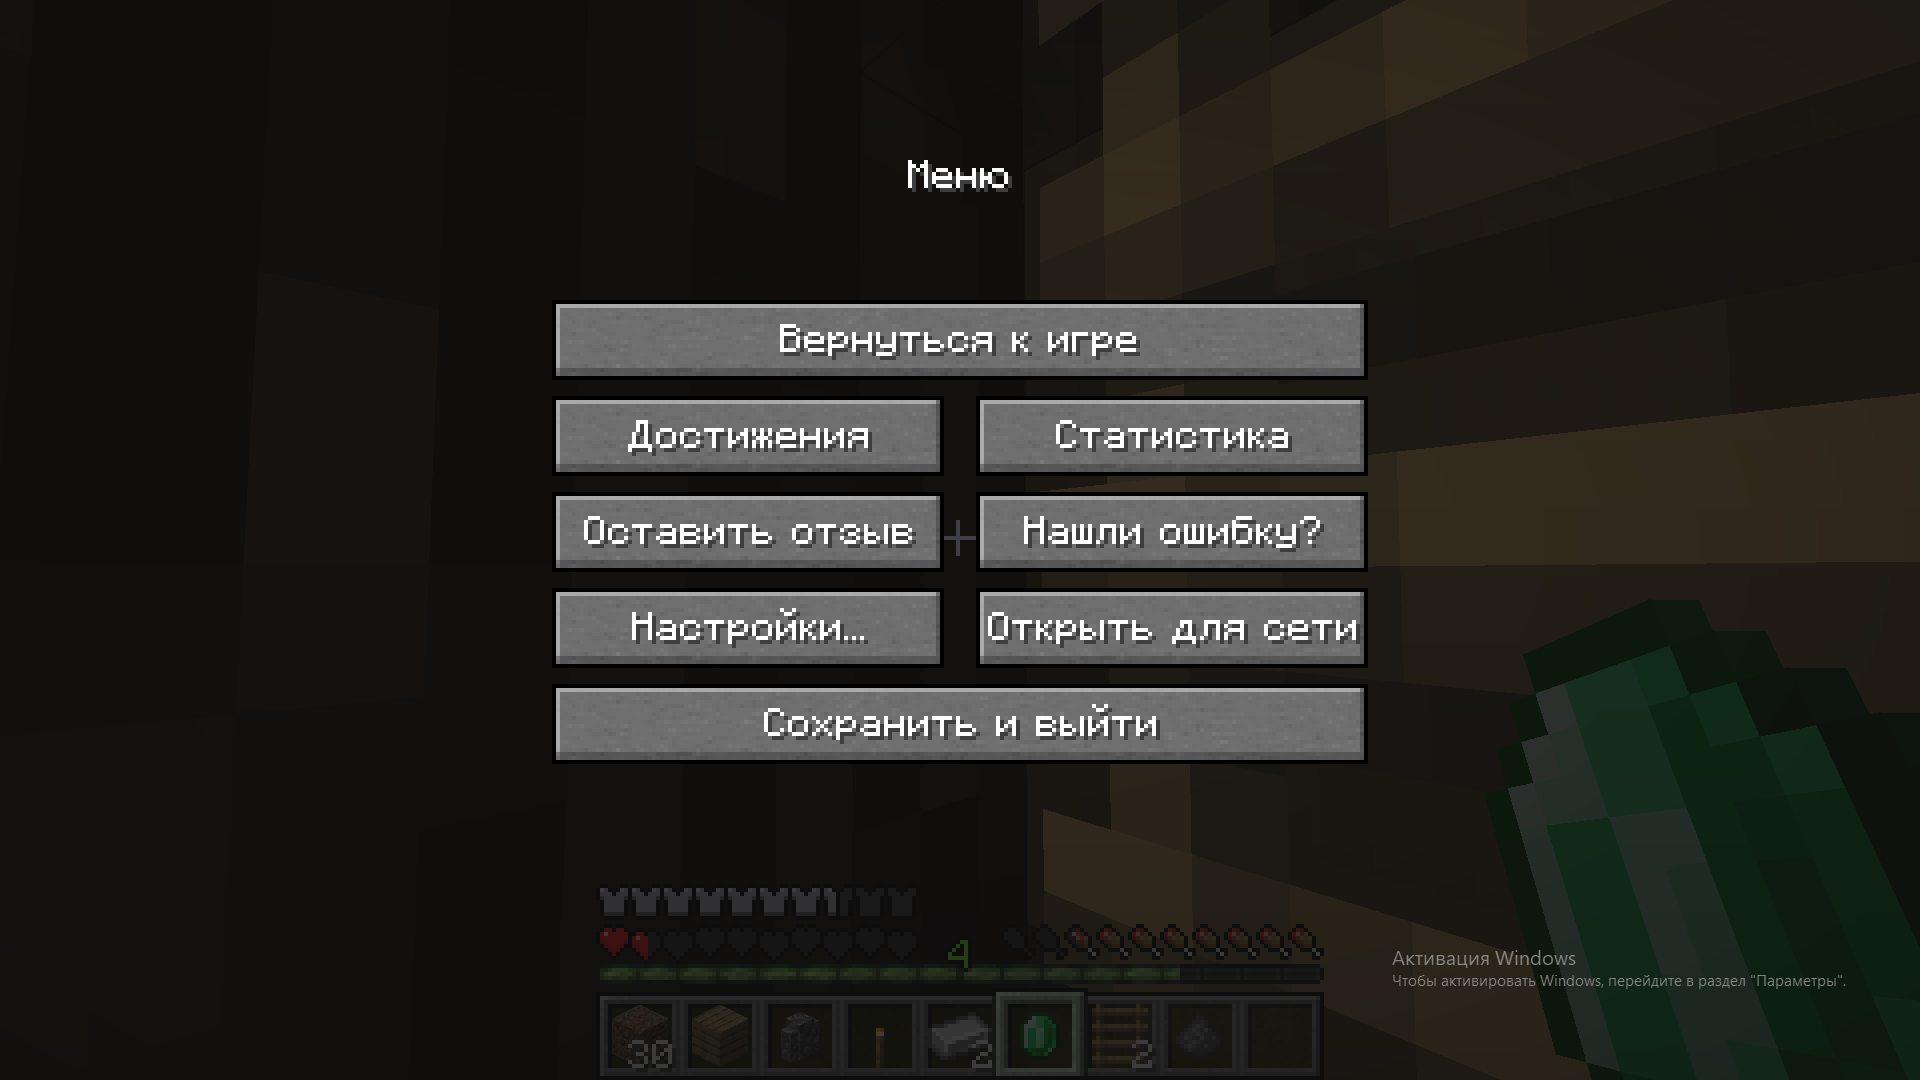 Меню
Вернуться к игре
Достижения
Статистика
Оставить отзыв
Нашли ошибку?
Настройки...
Открыть для сети
Сохранить и выйти
4
Активация Windows
Чтобы активировать Windows, перейдите в раздел "Параметры".
30
2
2